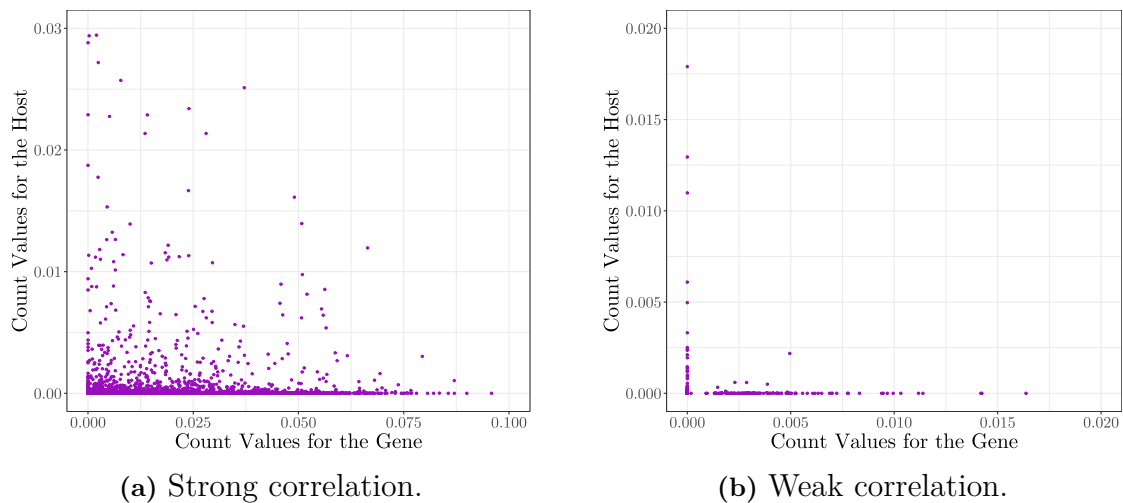 0.03
0.02
0.01
0.00
Count Values for the Host
0.000 0.025 0.050 0.075 0.100
Count Values for the Gene
(a) Strong correlation.
0.020
0.015
0.010
0.005
0.000
Count Values for the Host
0.000 0.005 0.010 0.015 0.020
Count Values for the Gene
(b) Weak correlation.